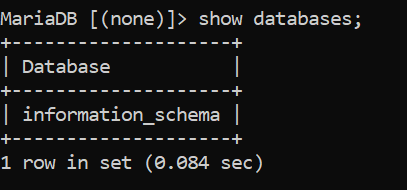 MariaDB [(none)]> show databases;
+--------------------+
| Database           |
+--------------------+
| information_schema |
+--------------------+
1 row in set (0.084 sec)